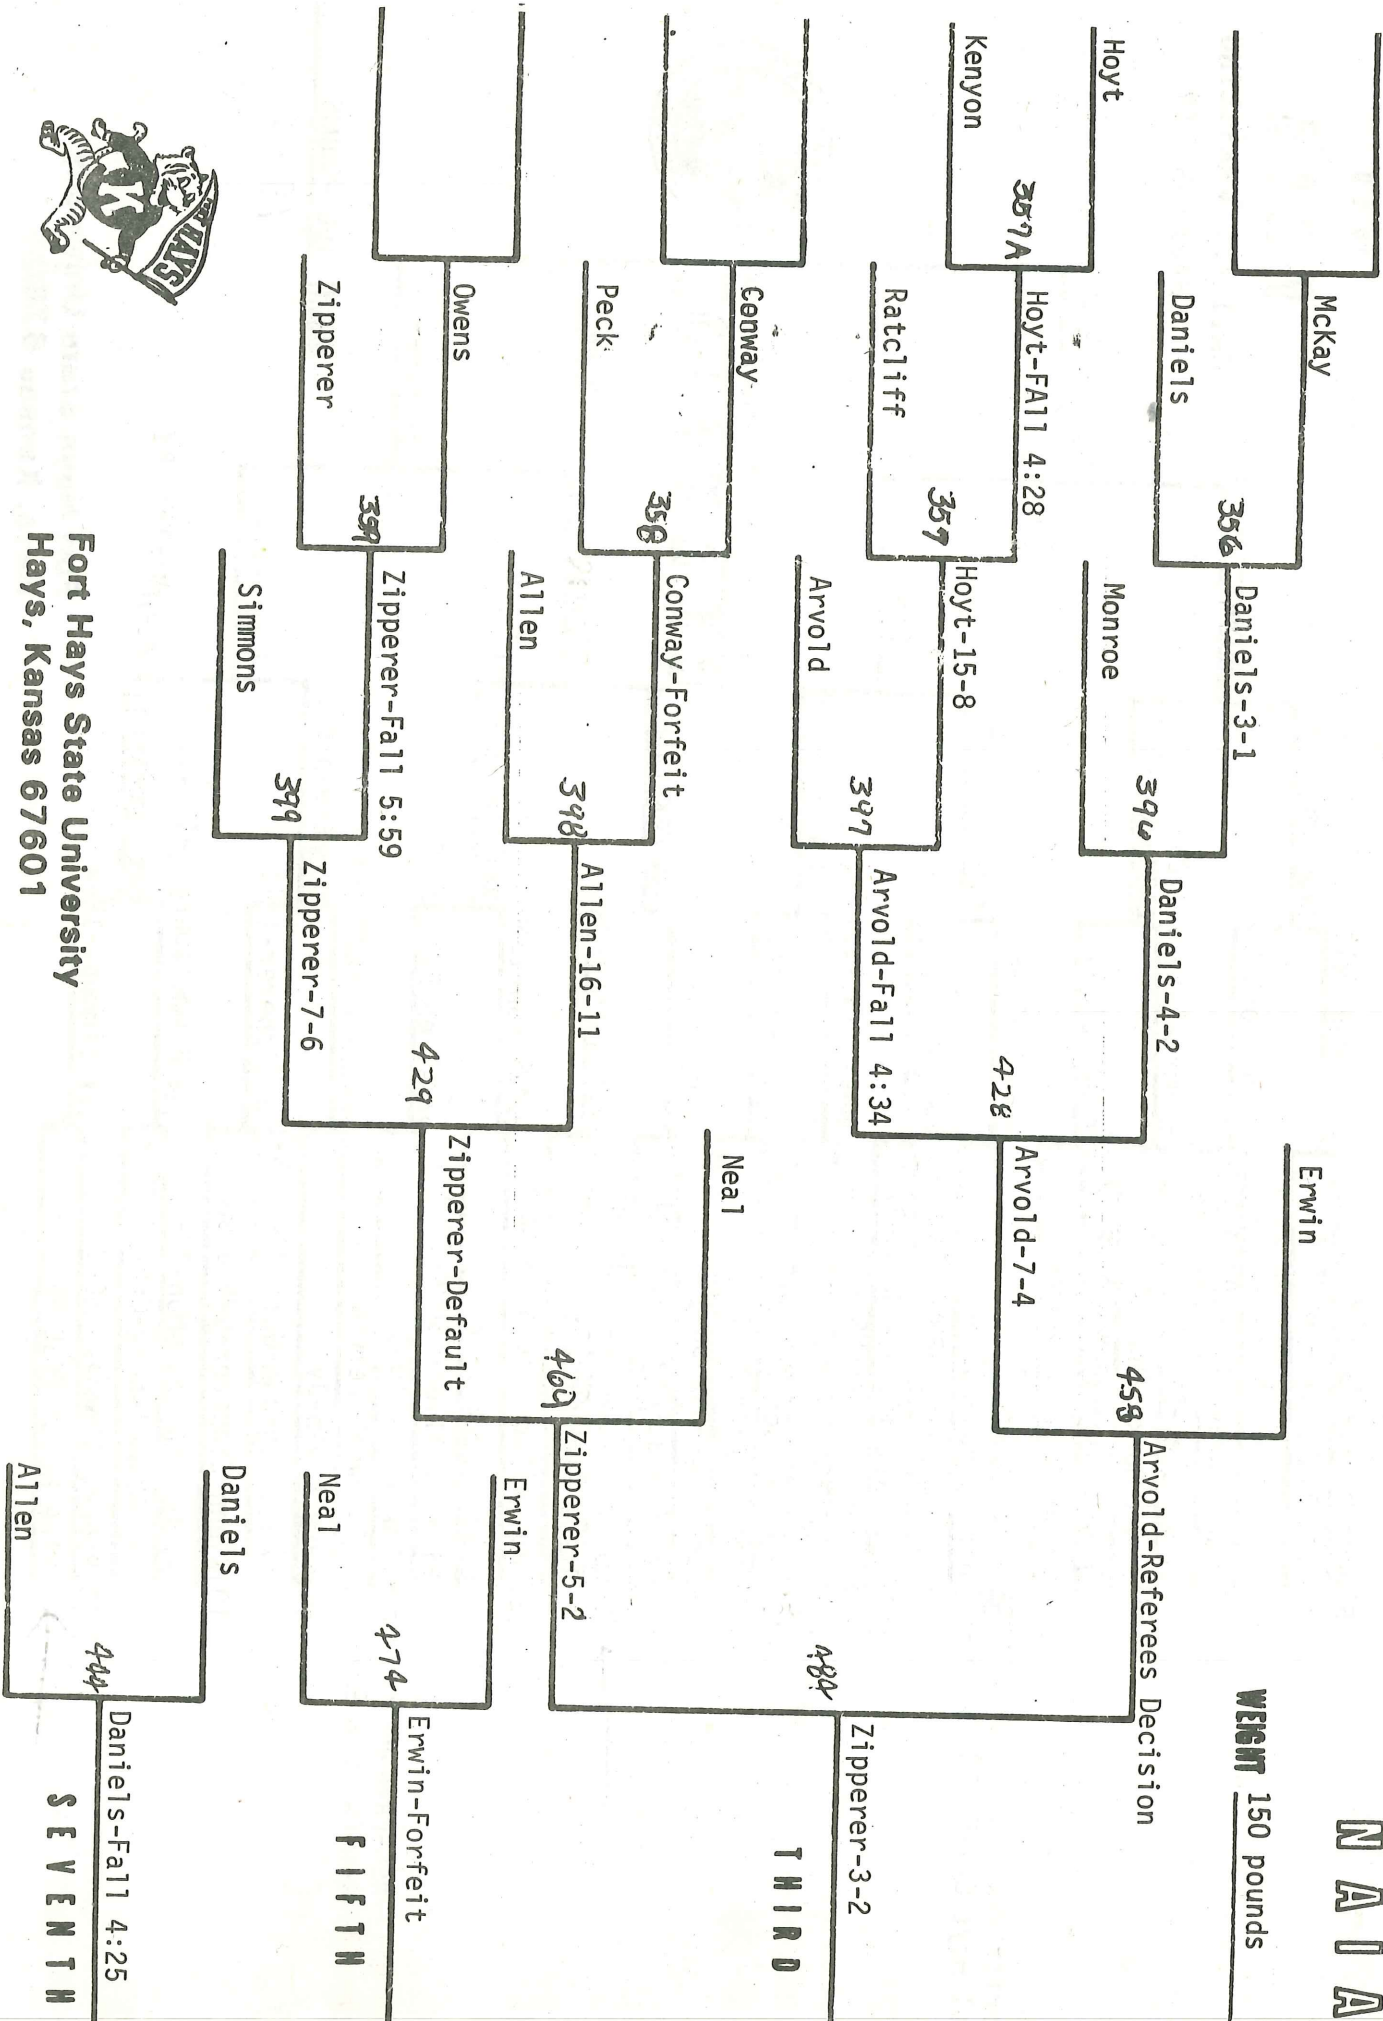 N A I A
WEIGHT 150 pounds
McKay
Daniels
356
Daniels-3-1
Hoyt
Kenyon
357A
Hoyt-FAll 4:28
Ratcliff
357
Hoyt-15-8
Monroe
396
Daniels-4-2
Arvold
397
Arvold-Fall 4:34
428
Arvold-7-4
Erwin
458
Arvold-Referees Decision
Conway
Peck
358
Conway-Forfeit
Allen
398
Allen-16-11
Owens
Zipperer
359
Zipperer-Fall 5:59
Simmons
399
Zipperer-7-6
429
Zipperer-Default
Neal
Zipperer-5-2
484
Zipperer-3-2
THIRD
Erwin
Neal
474
Erwin-Forfeit
FIFTH
Daniels
Allen
Daniels-Fall 4:25
SEVENTH
K
HAYS
Fort Hays State University
Hays, Kansas 67601